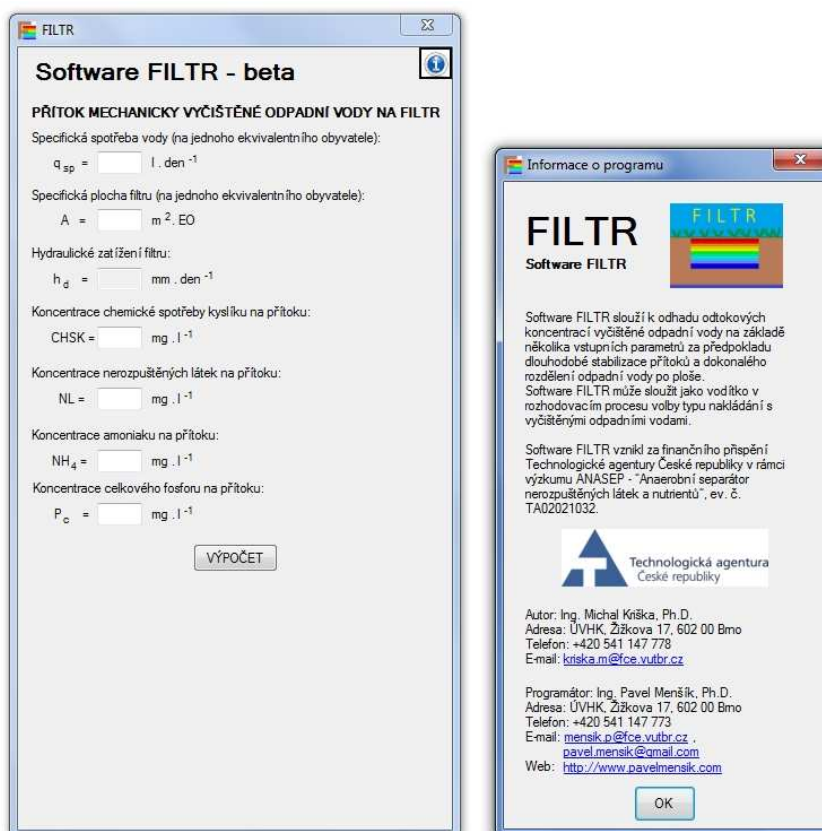 FILTR
Software FILTR - beta
PŘÍTOK MECHANICKY VYČIŠTĚNÉ ODPADNÍ VODY NA FILTR
Specifická spotřeba vody (na jednoho ekvivalentního obyvatele):
q sp = l . den -1
Specifická plocha filtru (na jednoho ekvivalentního obyvatele):
A = m 2. EO
Hydraulické zatížení filtru:
h d = mm . den -1
Koncentrace chemické spotřeby kyslíku na přítoku:
CHSK = mg . l -1
Koncentrace nerozpuštěných látek na přítoku:
NL = mg . l -1
Koncentrace amoniaku na přítoku:
NH4 = mg . l -1
Koncentrace celkového fosforu na přítoku:
P c = mg . l -1
VÝPOČET
Informace o programu
FILTR
Software FILTR
FILTR
Software FILTR slouží k odhadu odtokových
koncentrací vyčištěné odpadní vody na základě
několika vstupních parametrů za předpokladu
dlouhodobé stabilizace přítoků a dokonalého
rozdělení odpadní vody po ploše.
Software FILTR může sloužit jako vodítko v
rozhodovacím procesu volby typu nakládání s
vyčištěnými odpadními vodami.
Software FILTR vznikl za finančního přispění
Technologické agentury České republiky v rámci
výzkumu ANASEP - "Anaerobní separátor
nerozpuštěných látek a nutrientů", ev. č.
TA02021032.
Technologická agentura
České republiky
Autor: Ing. Michal Kriška, Ph.D.
Adresa: ÚVHK, Žižkova 17, 602 00 Brno
Telefon: +420 541 147 778
E-mail: kriska.m@fce.vutbr.cz
Programátor: Ing. Pavel Menšík, Ph.D.
Adresa: ÚVHK, Žižkova 17, 602 00 Brno
Telefon: +420 541 147 773
E-mail: mensik.p@fce.vutbr.cz ,
pavel.mensik@gmail.com
Web: http://www.pavelmensik.com
OK